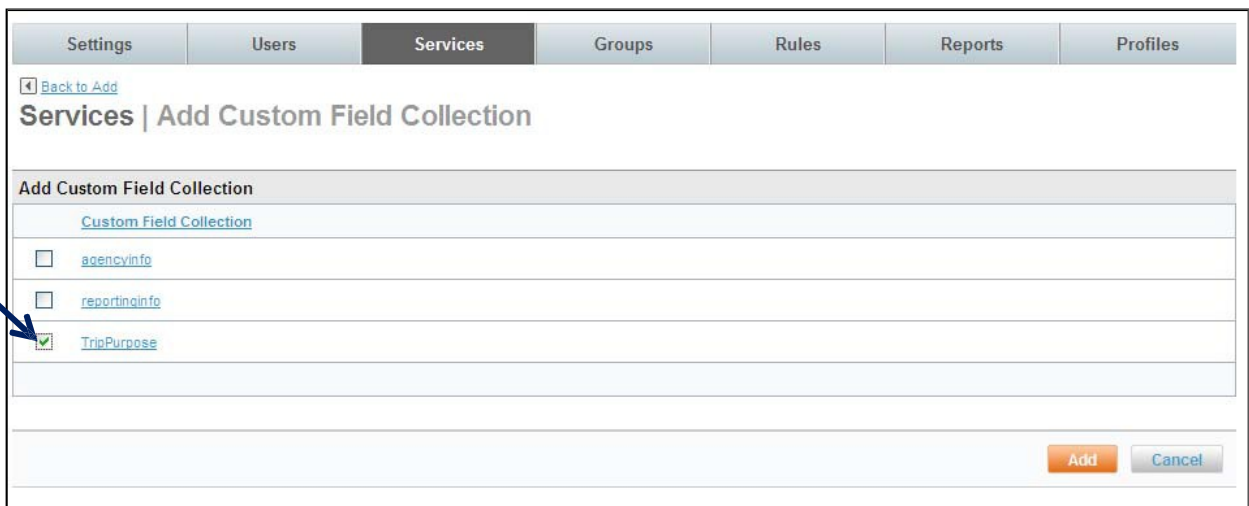 Settings Users Services Groups Rules Reports Profiles
Back to Add
Services | Add Custom Field Collection
Add Custom Field Collection
Custom Field Collection
agencyinfo
reportinginfo
TripPurpose
Add Cancel